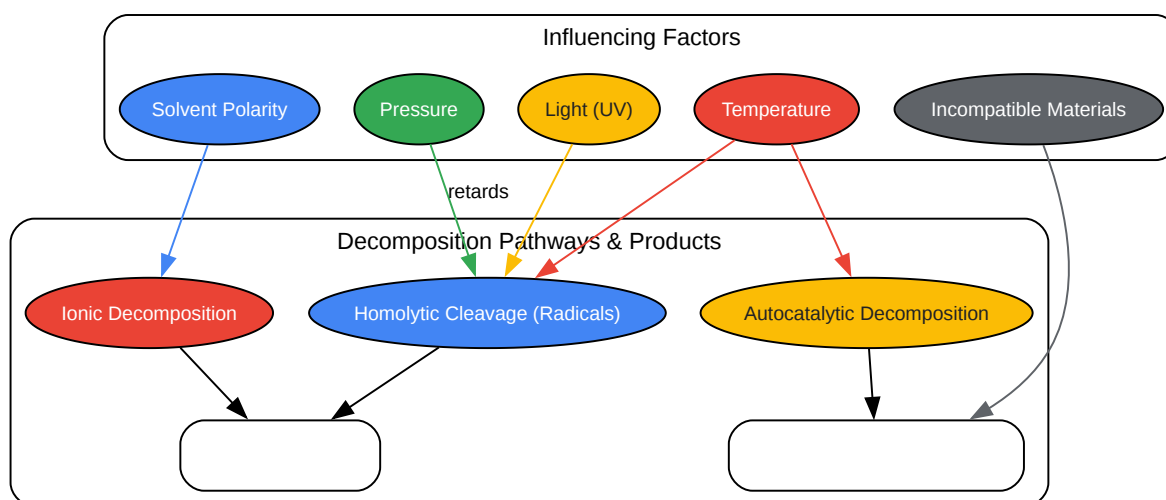 Influencing Factors
Solvent Polarity
Pressure
Light (UV)
Temperature
Incompatible Materials
retards
Decomposition Pathways & Products
Ionic Decomposition
Homolytic Cleavage (Radicals)
Autocatalytic Decomposition